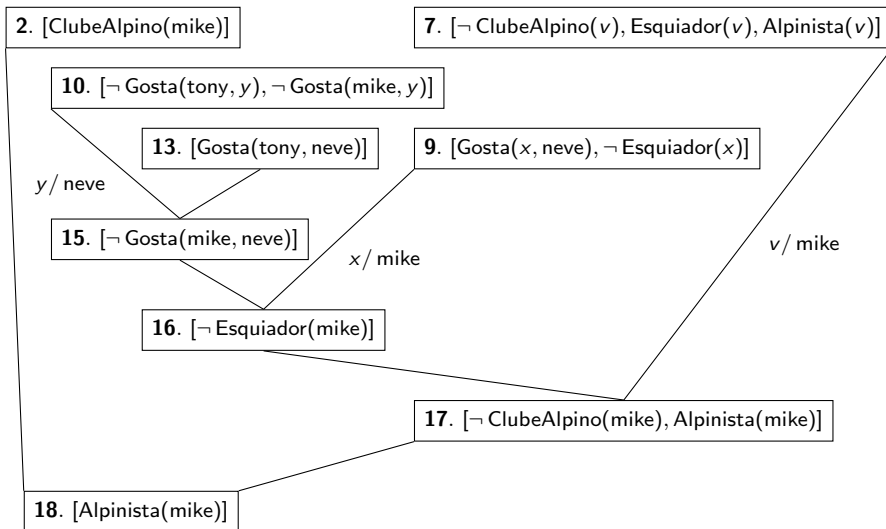 2. [ClubeAlpino(mike)]
7. [¬ ClubeAlpino(v), Esquiador(v), Alpinista(v)]
10. [¬ Gosta(tony, y), ¬ Gosta(mike, y)]
13. [Gosta(tony, neve)]
9. [Gosta(x, neve), ¬ Esquiador(x)]
y/ neve
15. [¬ Gosta(mike, neve)]
x/ mike
v/ mike
16. [¬ Esquiador(mike)]
17. [¬ ClubeAlpino(mike), Alpinista(mike)]
18. [Alpinista(mike)]